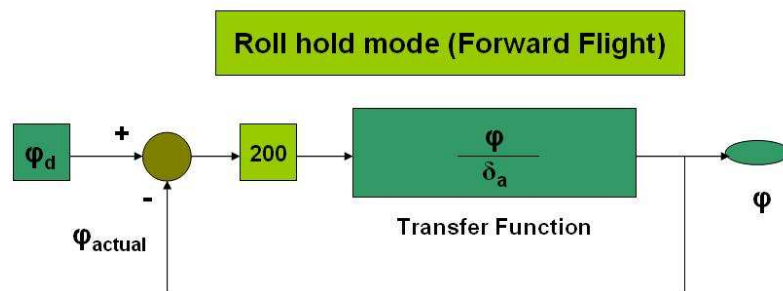 Roll hold mode (Forward Flight)
φd
+
-
200
φ
δa
φactual
Transfer Function
φ